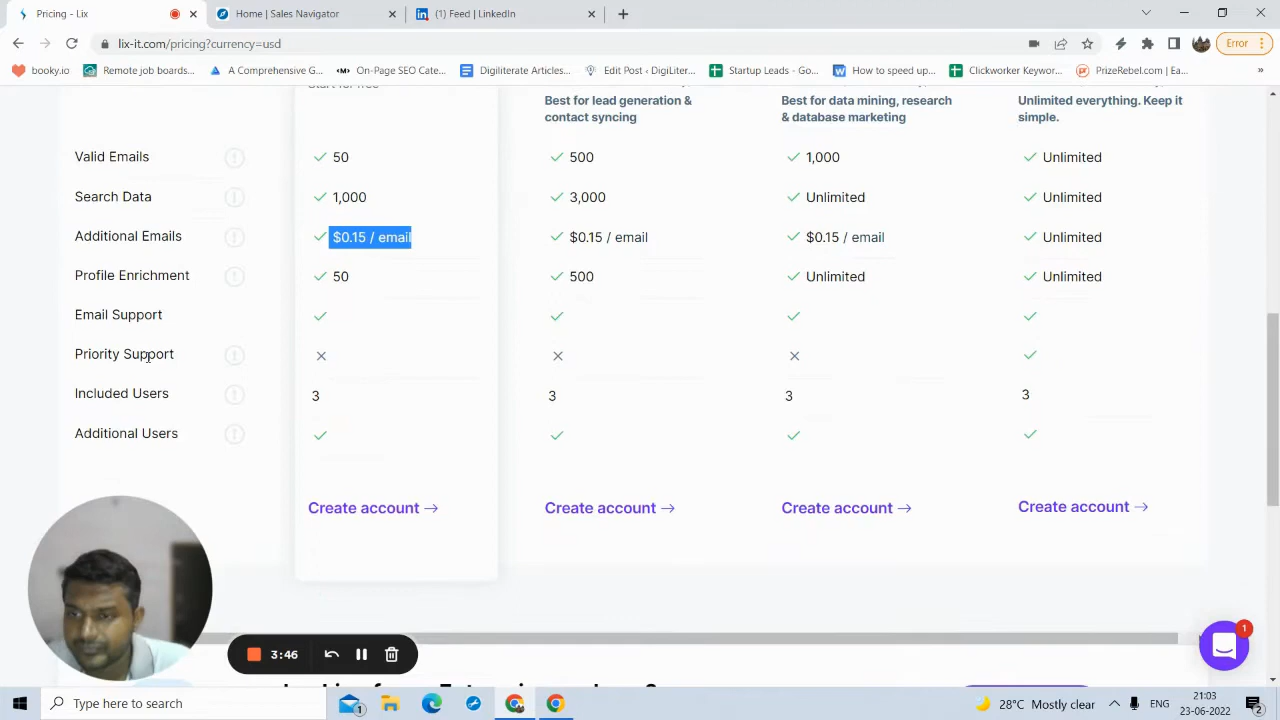 Pricing - Lix
Home | Sales Navigator
(1) Feed | LinkedIn
lix-it.com/pricing?currency=usd
Error
booky.io
Remote job boards...
A Comprehensive G...
On-Page SEO Cate...
Digiliterate Articles...
Edit Post ‹ DigiLiter...
Startup Leads - Go...
How to speed up...
Clickworker Keywor...
PrizeRebel.com | Ea...
Start for free
Best for lead generation &
contact syncing
Best for data mining, research
& database marketing
Unlimited everything. Keep it
simple.
Valid Emails 50 500 1,000 Unlimited
Search Data 1,000 3,000 Unlimited Unlimited
Additional Emails $0.15 / email $0.15 / email $0.15 / email Unlimited
Profile Enrichment 50 500 Unlimited Unlimited
Email Support
Priority Support
Included Users 3 3 3 3
Additional Users
Create account → Create account → Create account → Create account →
3:46
1
Type here to search
1
28°C Mostly clear
ENG
21:03
23-06-2022
2